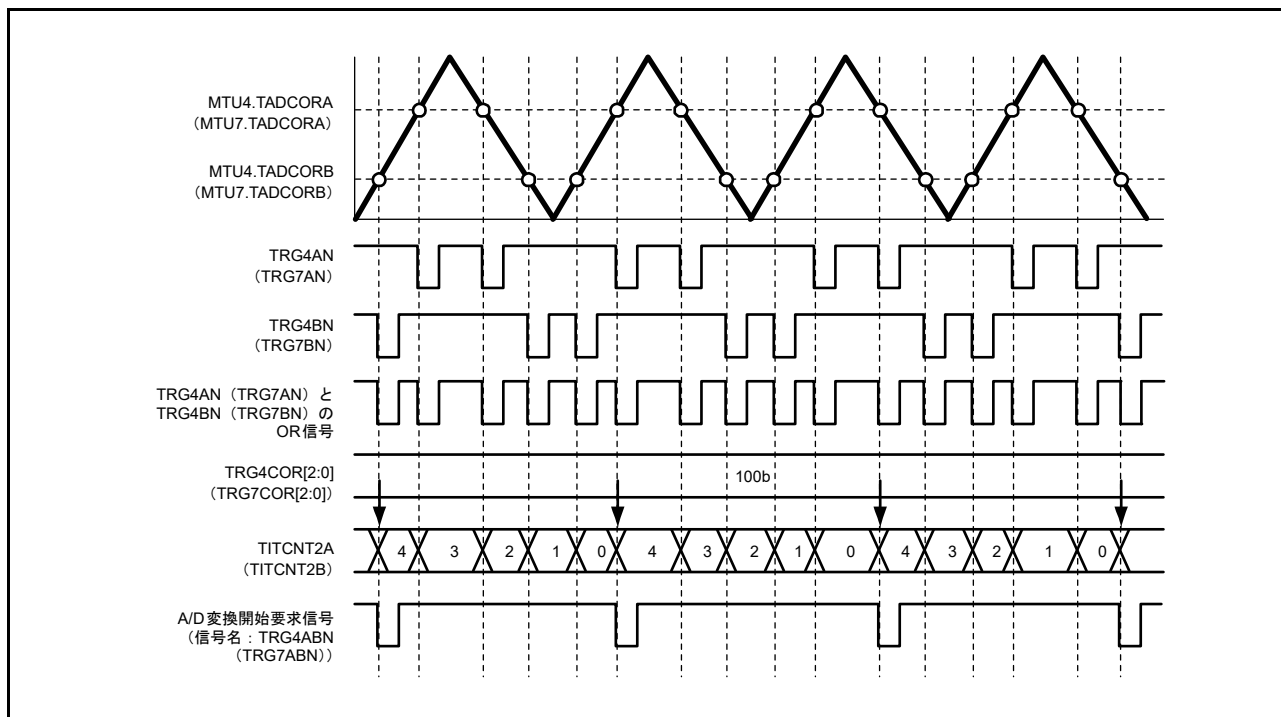 MTU4.TADCORA
（MTU7.TADCORA）
MTU4.TADCORB
（MTU7.TADCORB）
TRG4AN
（TRG7AN）
TRG4BN
（TRG7BN）
TRG4AN（TRG7AN）と
TRG4BN（TRG7BN）の
OR信号
TRG4COR[2:0]
（TRG7COR[2:0]）
100b
TITCNT2A
（TITCNT2B）
4 3 2 1 0 4 3 2 1 0 4 3 2 1 0
A/D変換開始要求信号
（信号名：TRG4ABN
（TRG7ABN））